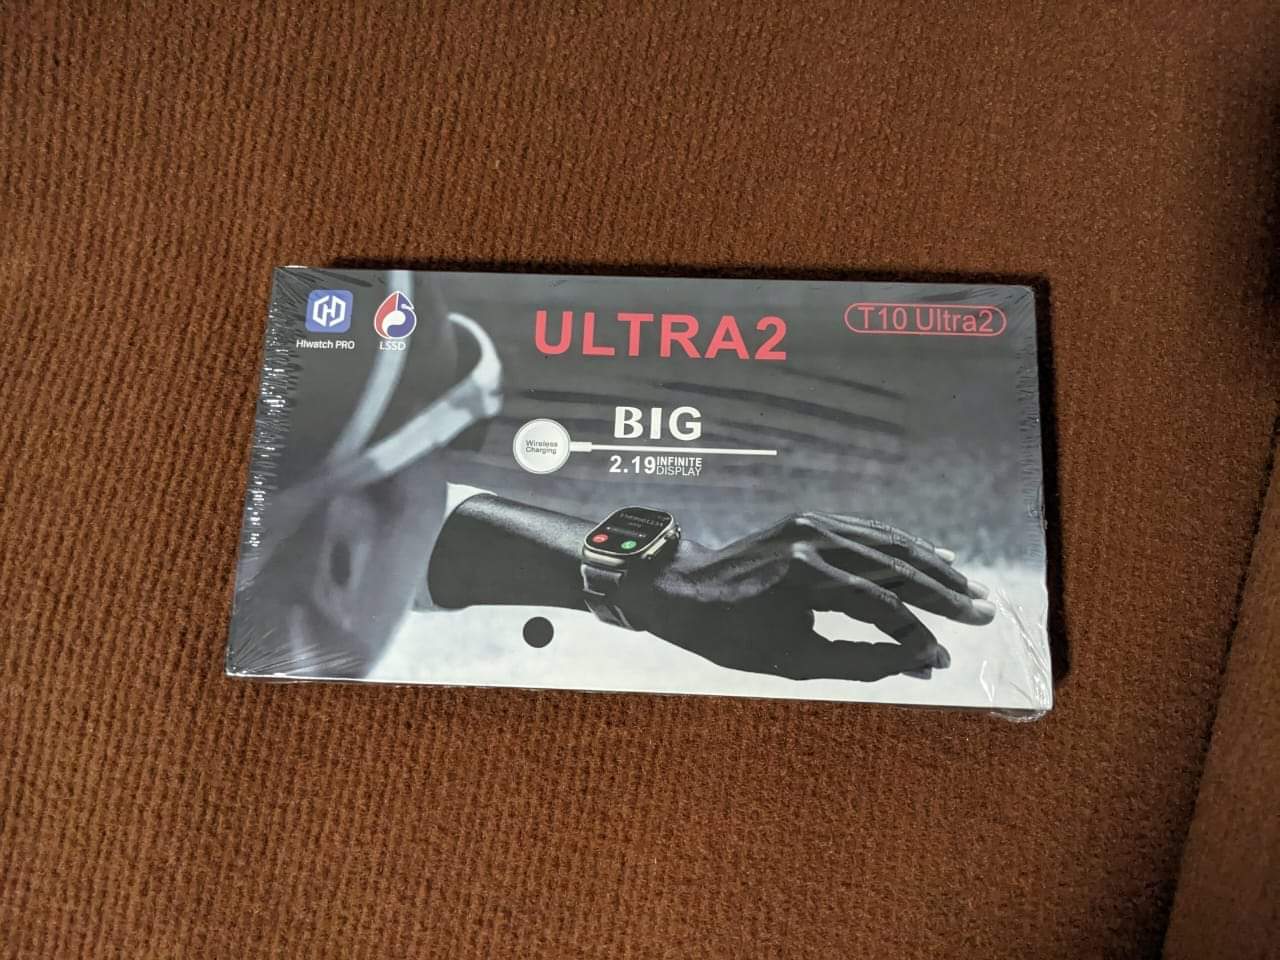 HIwatch PRO
LSSD
ULTRA2
T10 Ultra2
BIG
Wireless
Charging
2.19 INFINITE
DISPLAY